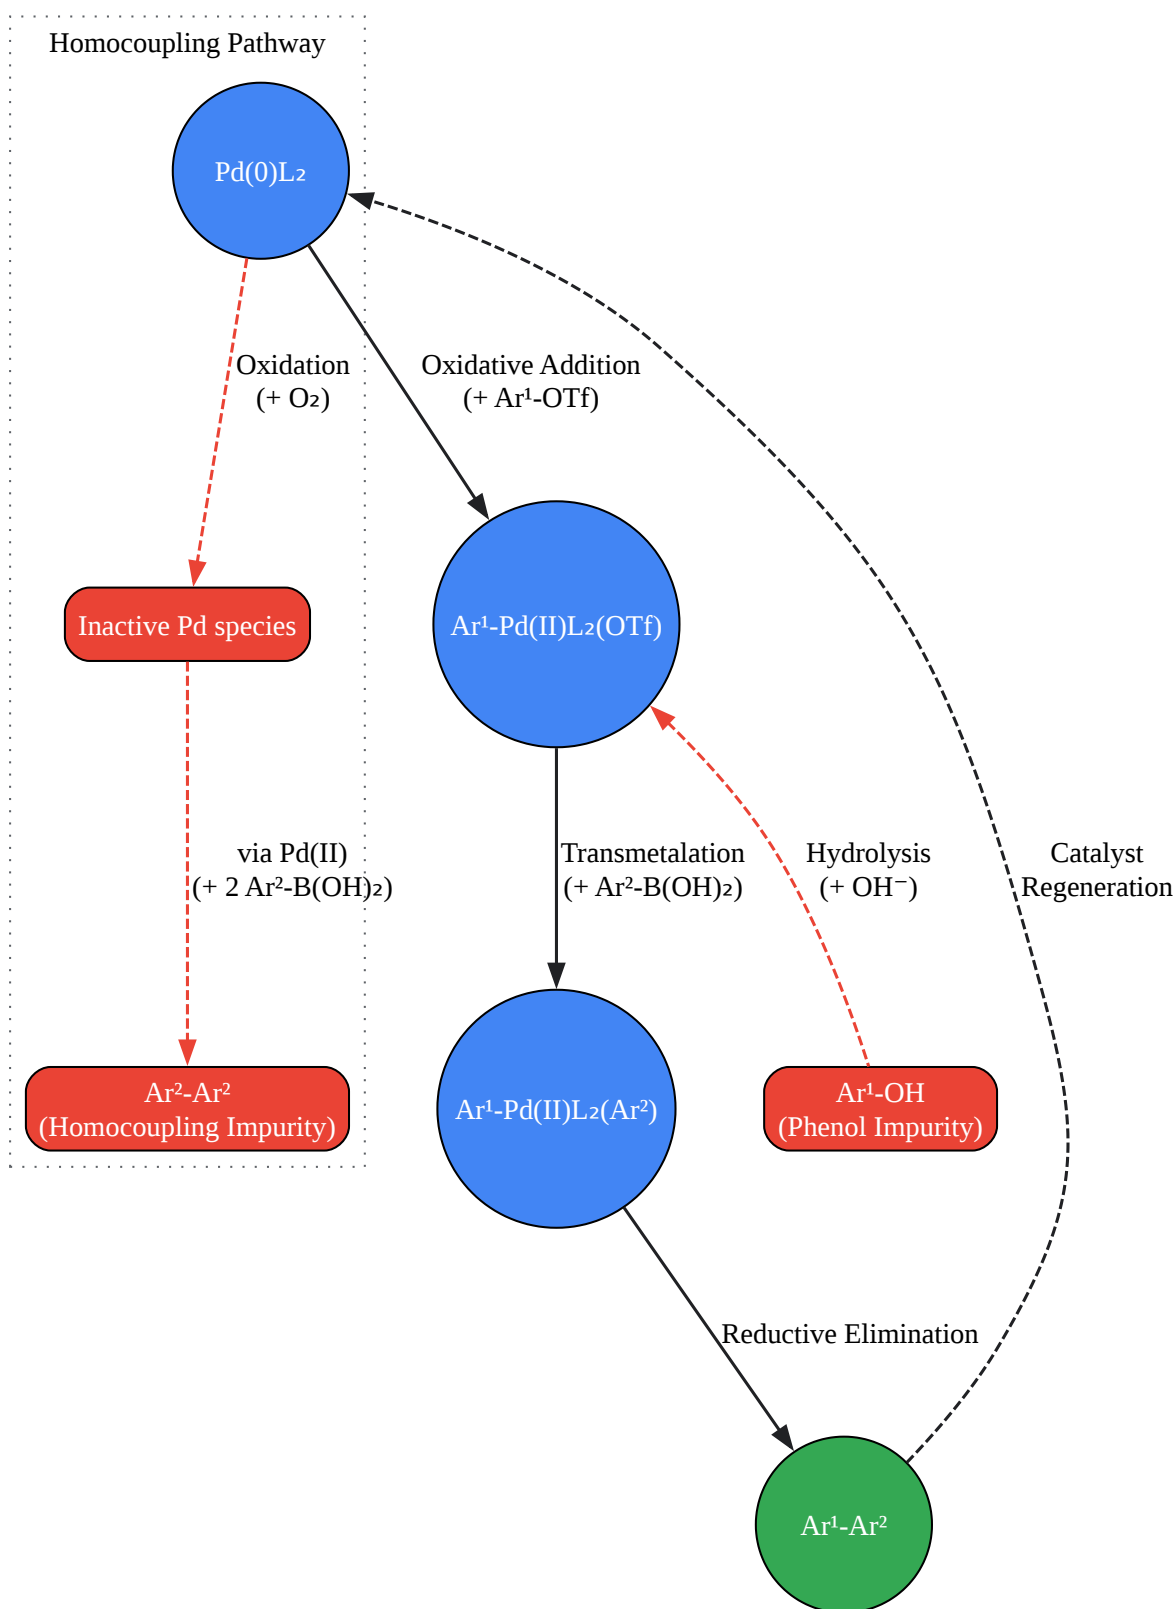 Homocoupling Pathway
Pd(0)L₂
Oxidation
(+ O₂)
Oxidative Addition
(+ Ar¹-OTf)
Inactive Pd species
Ar¹-Pd(II)L₂(OTf)
via Pd(II)
(+ 2 Ar²-B(OH)₂)
Transmetalation
(+ Ar²-B(OH)₂)
Hydrolysis
(+ OH⁻)
Catalyst
Regeneration
Ar²-Ar²
(Homocoupling Impurity)
Ar¹-Pd(II)L₂(Ar²)
Ar¹-OH
(Phenol Impurity)
Reductive Elimination
Ar¹-Ar²